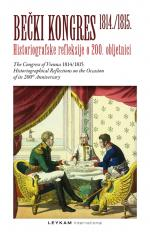 BEČKI KONGRES 1814./1815.
Historiografske refleksije o 200. obljetnici
The Congress of Vienna 1814/1815:
Historiographical Reflections on the Occasion
of its 200th Anniversary
LEYKAM international